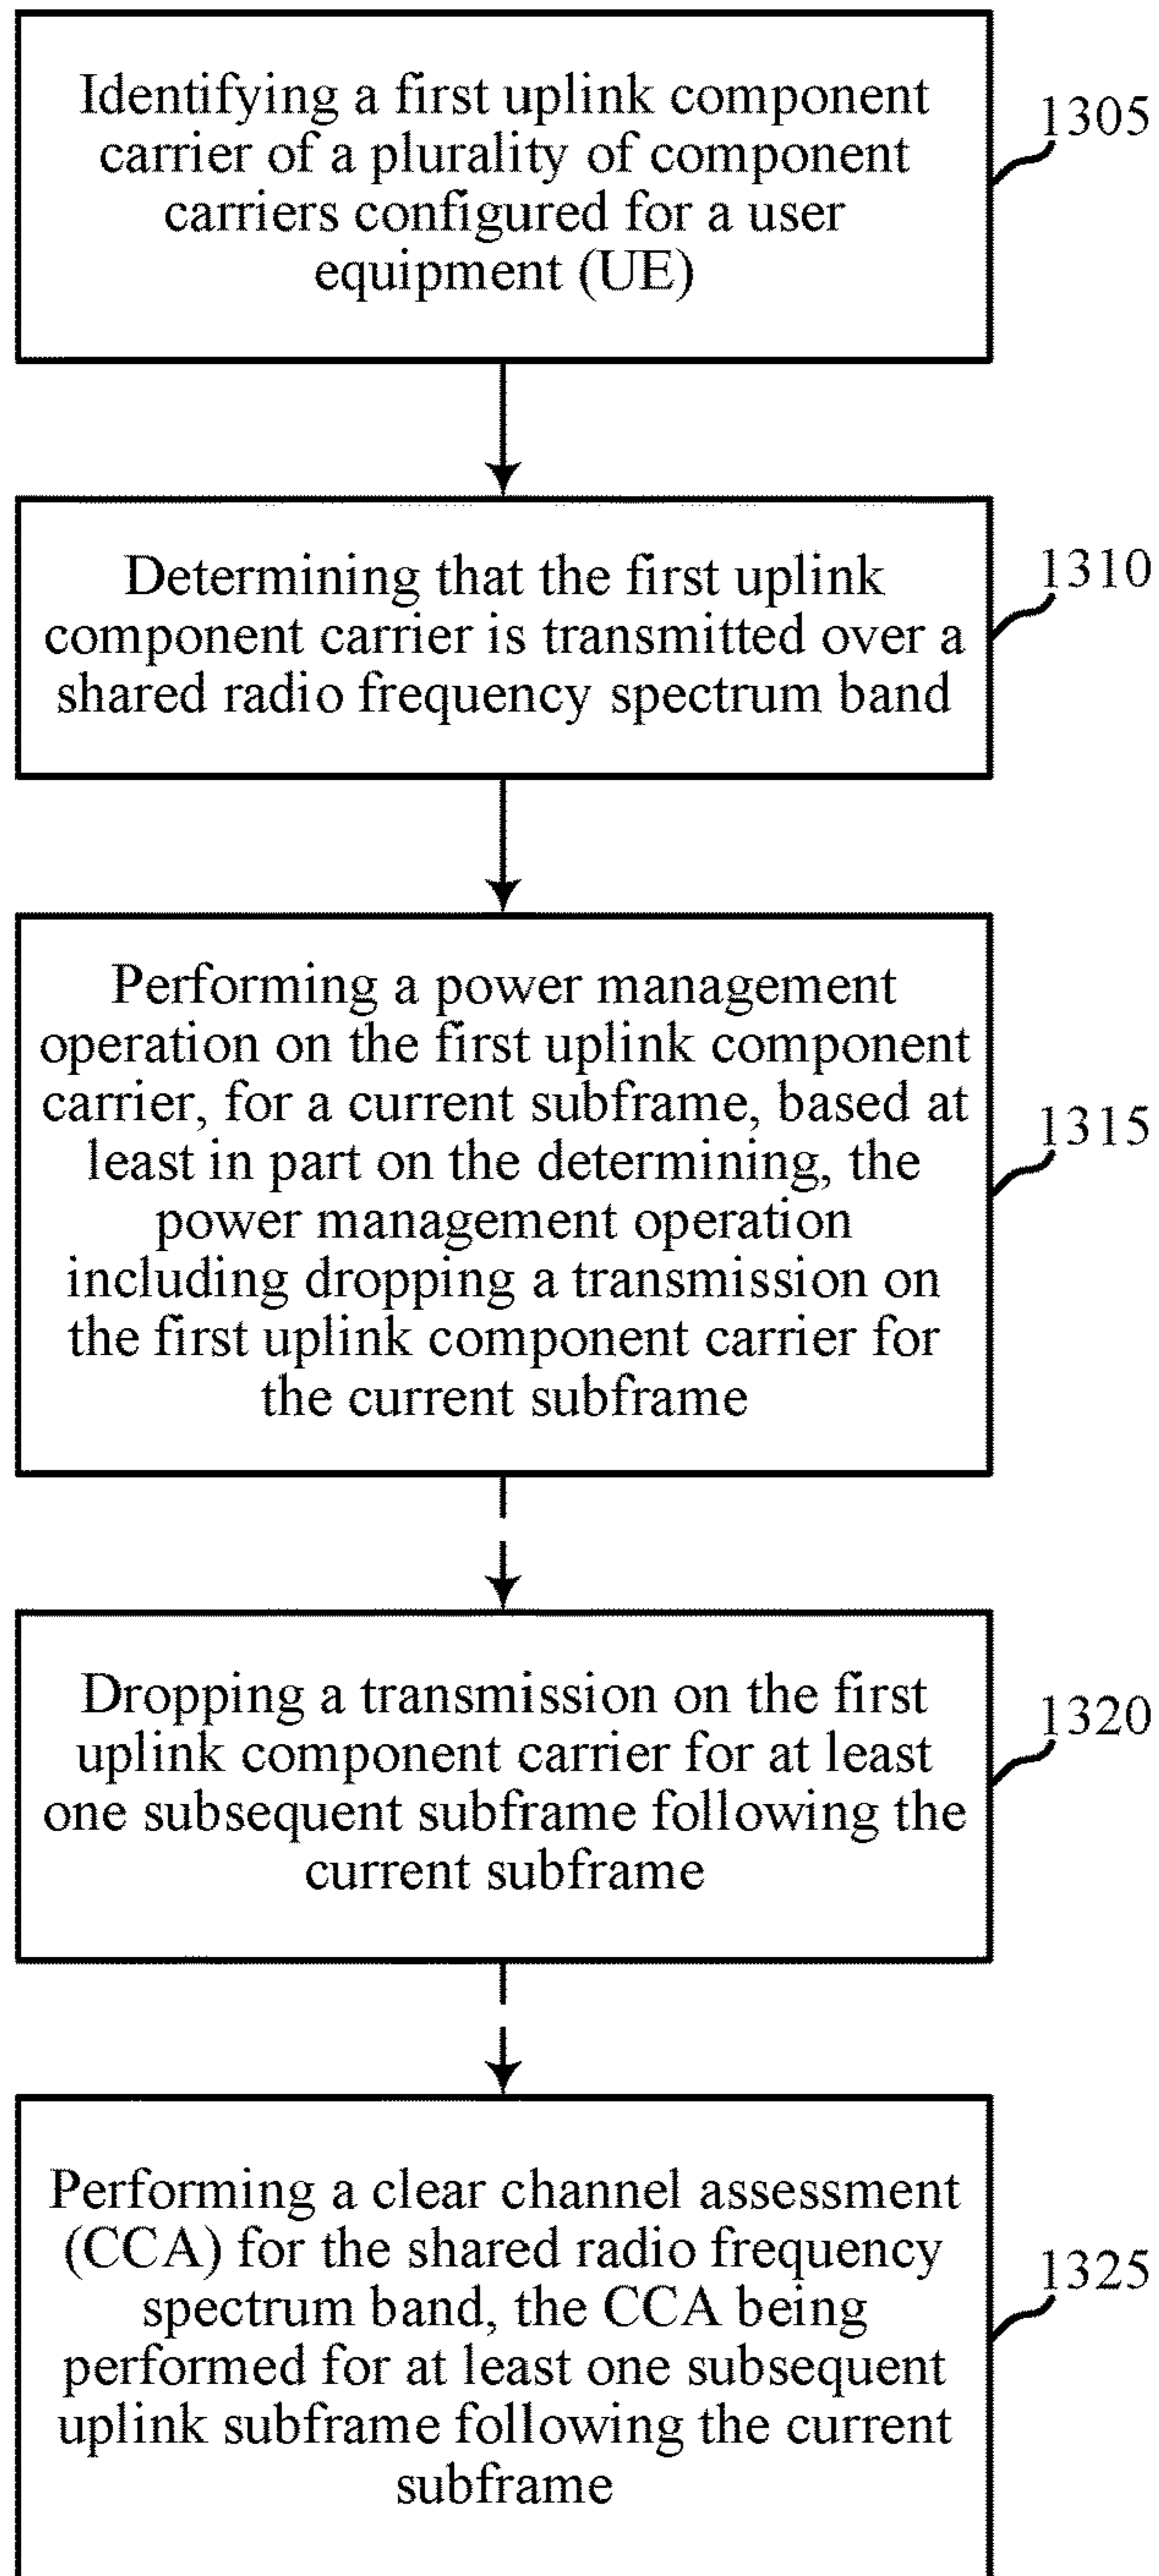 Identifying a first uplink component
carrier of a plurality of component
carriers configured for a user
equipment (UE)
1305
Determining that the first uplink
component carrier is transmitted over a
shared radio frequency spectrum band
1310
Performing a power management
operation on the first uplink component
carrier, for a current subframe, based at
least in part on the determining, the
power management operation
including dropping a transmission on
the first uplink component carrier for
the current subframe
1315
Dropping a transmission on the first
uplink component carrier for at least
one subsequent subframe following the
current subframe
1320
Performing a clear channel assessment
(CCA) for the shared radio frequency
spectrum band, the CCA being
performed for at least one subsequent
uplink subframe following the current
subframe
1325